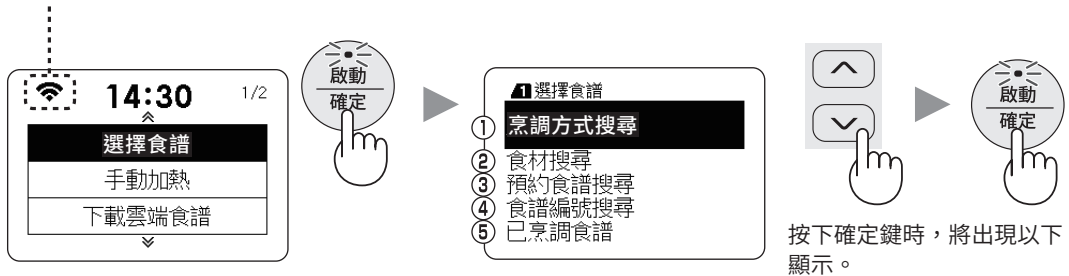 14:30
1/2
選擇食譜
手動加熱
下載雲端食譜
啟動
確定
1 選擇食譜
① 烹調方式搜尋
② 食材搜尋
③ 預約食譜搜尋
④ 食譜編號搜尋
⑤ 已烹調食譜
啟動
確定
按下確定鍵時，將出現以下
顯示。